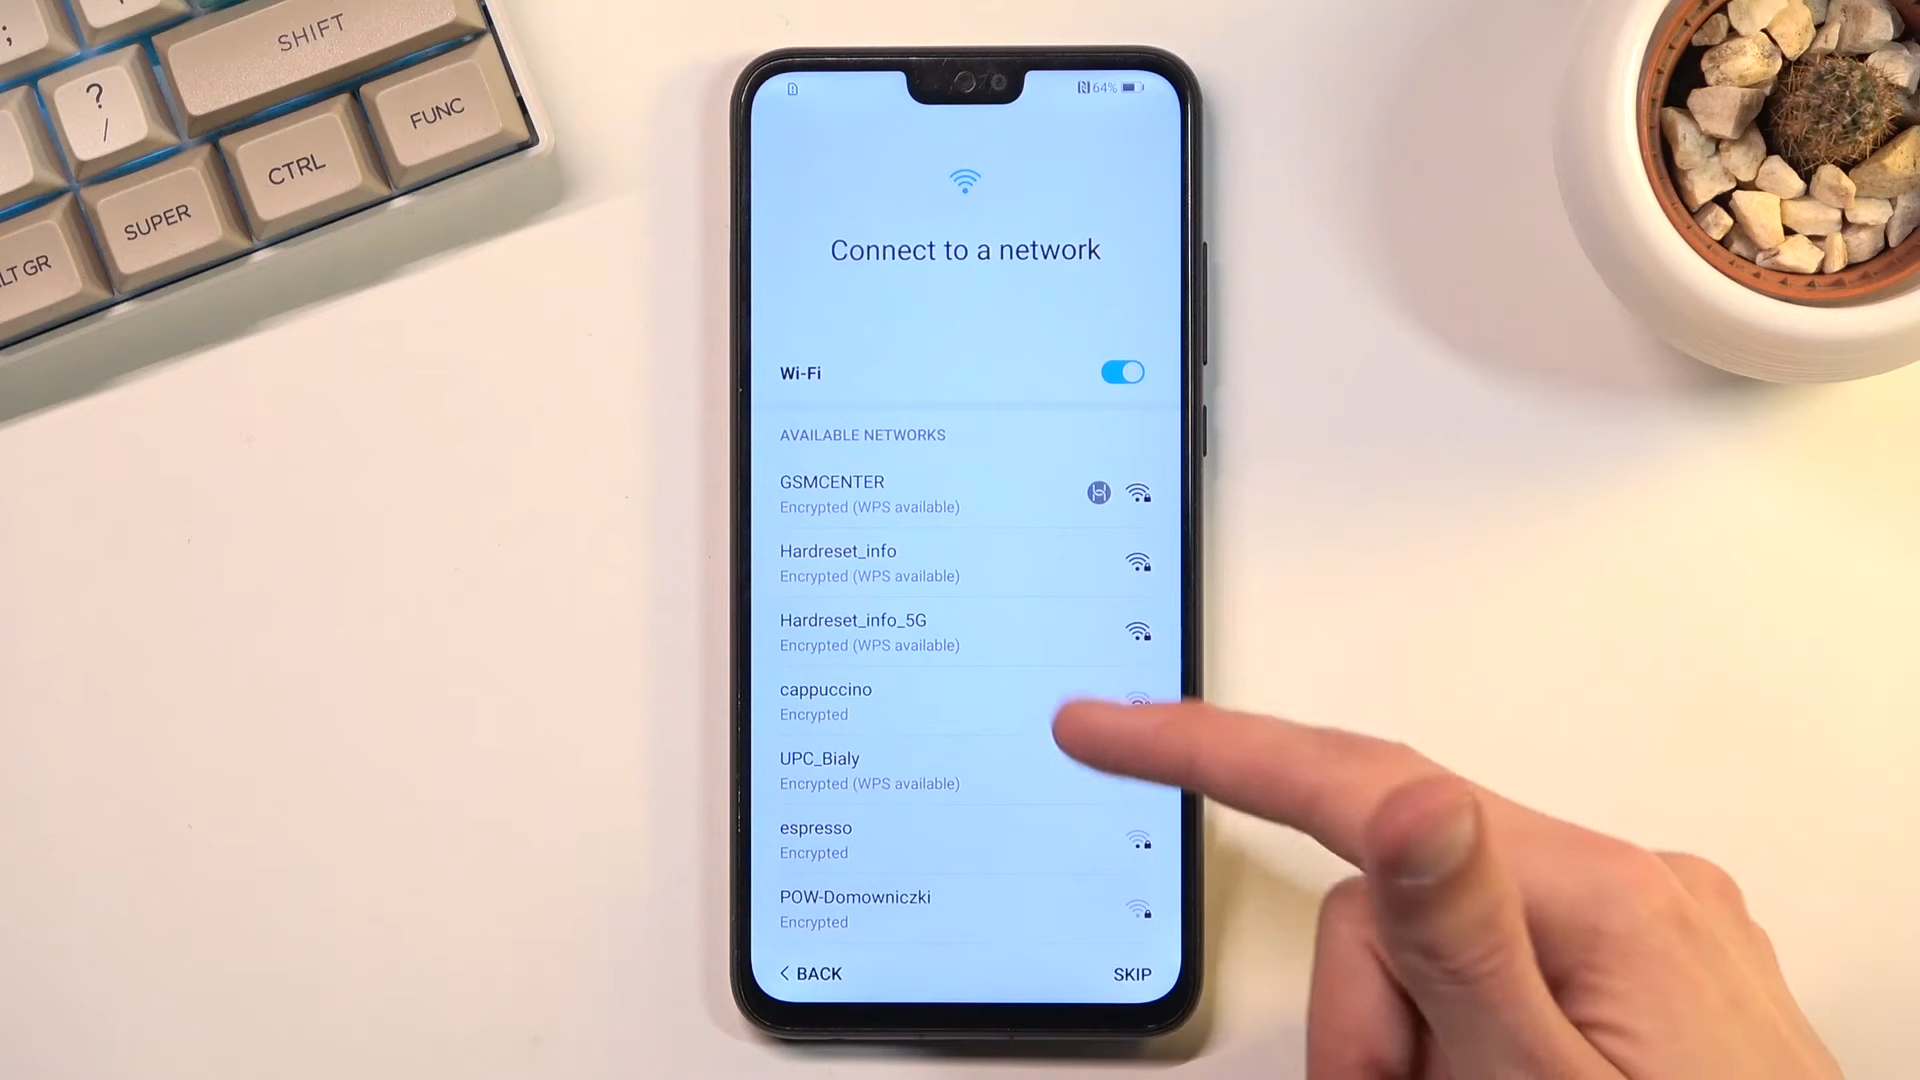 ;
SHIFT
?
/
FUNC
CTRL
SUPER
LT GR
64%
Connect to a network
Wi-Fi
AVAILABLE NETWORKS
GSMCENTER
Encrypted (WPS available)
Hardreset_info
Encrypted (WPS available)
Hardreset_info_5G
Encrypted (WPS available)
cappuccino
Encrypted
UPC_Bialy
Encrypted (WPS available)
espresso
Encrypted
POW-Domowniczki
Encrypted
< BACK
SKIP